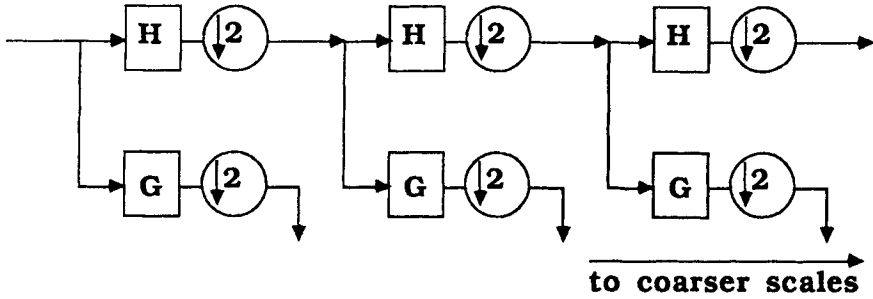 H ↓2 H ↓2 H ↓2
G ↓2 G ↓2 G ↓2
to coarser scales